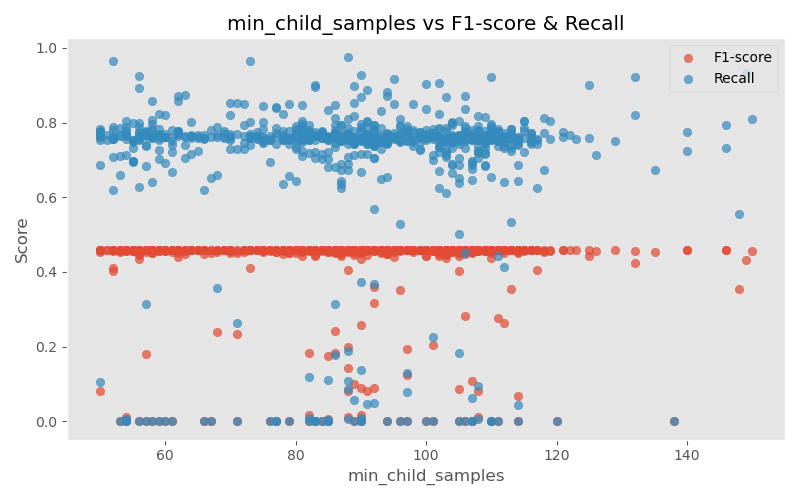 min_child_samples vs F1-score & Recall
F1-score
Recall
1.0
0.8
0.6
0.4
0.2
0.0
Score
60
80
100
120
140
min_child_samples